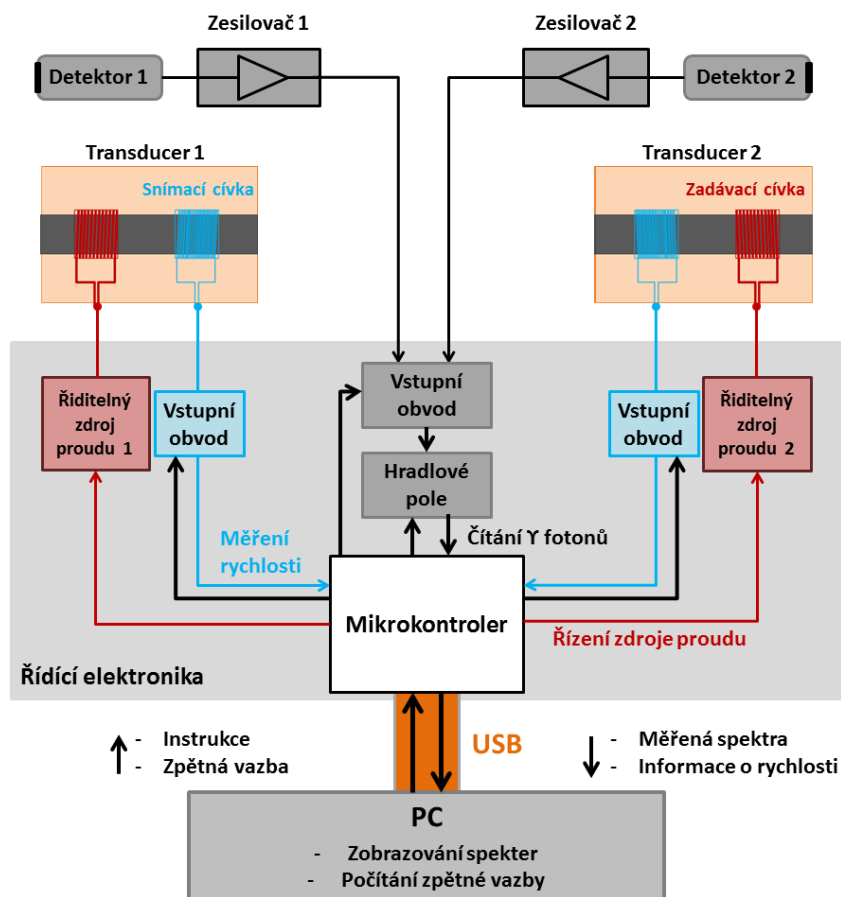 Zesilovač 1
Zesilovač 2
Detektor 1
Detektor 2
Transducer 1
Transducer 2
Snímací cívka
Zadávací cívka
Řiditelný
zdroj
proudu 1
Vstupní
obvod
Vstupní
obvod
Vstupní
obvod
Řiditelný
zdroj
proudu 2
Hradlové
pole
Měření
rychlosti
Čítání ϒ fotonů
Mikrokontroler
Řízení zdroje proudu
Řídící elektronika
USB
- Instrukce
- Zpětná vazba
- Měřená spektra
- Informace o rychlosti
PC
- Zobrazování spekter
- Počítání zpětné vazby